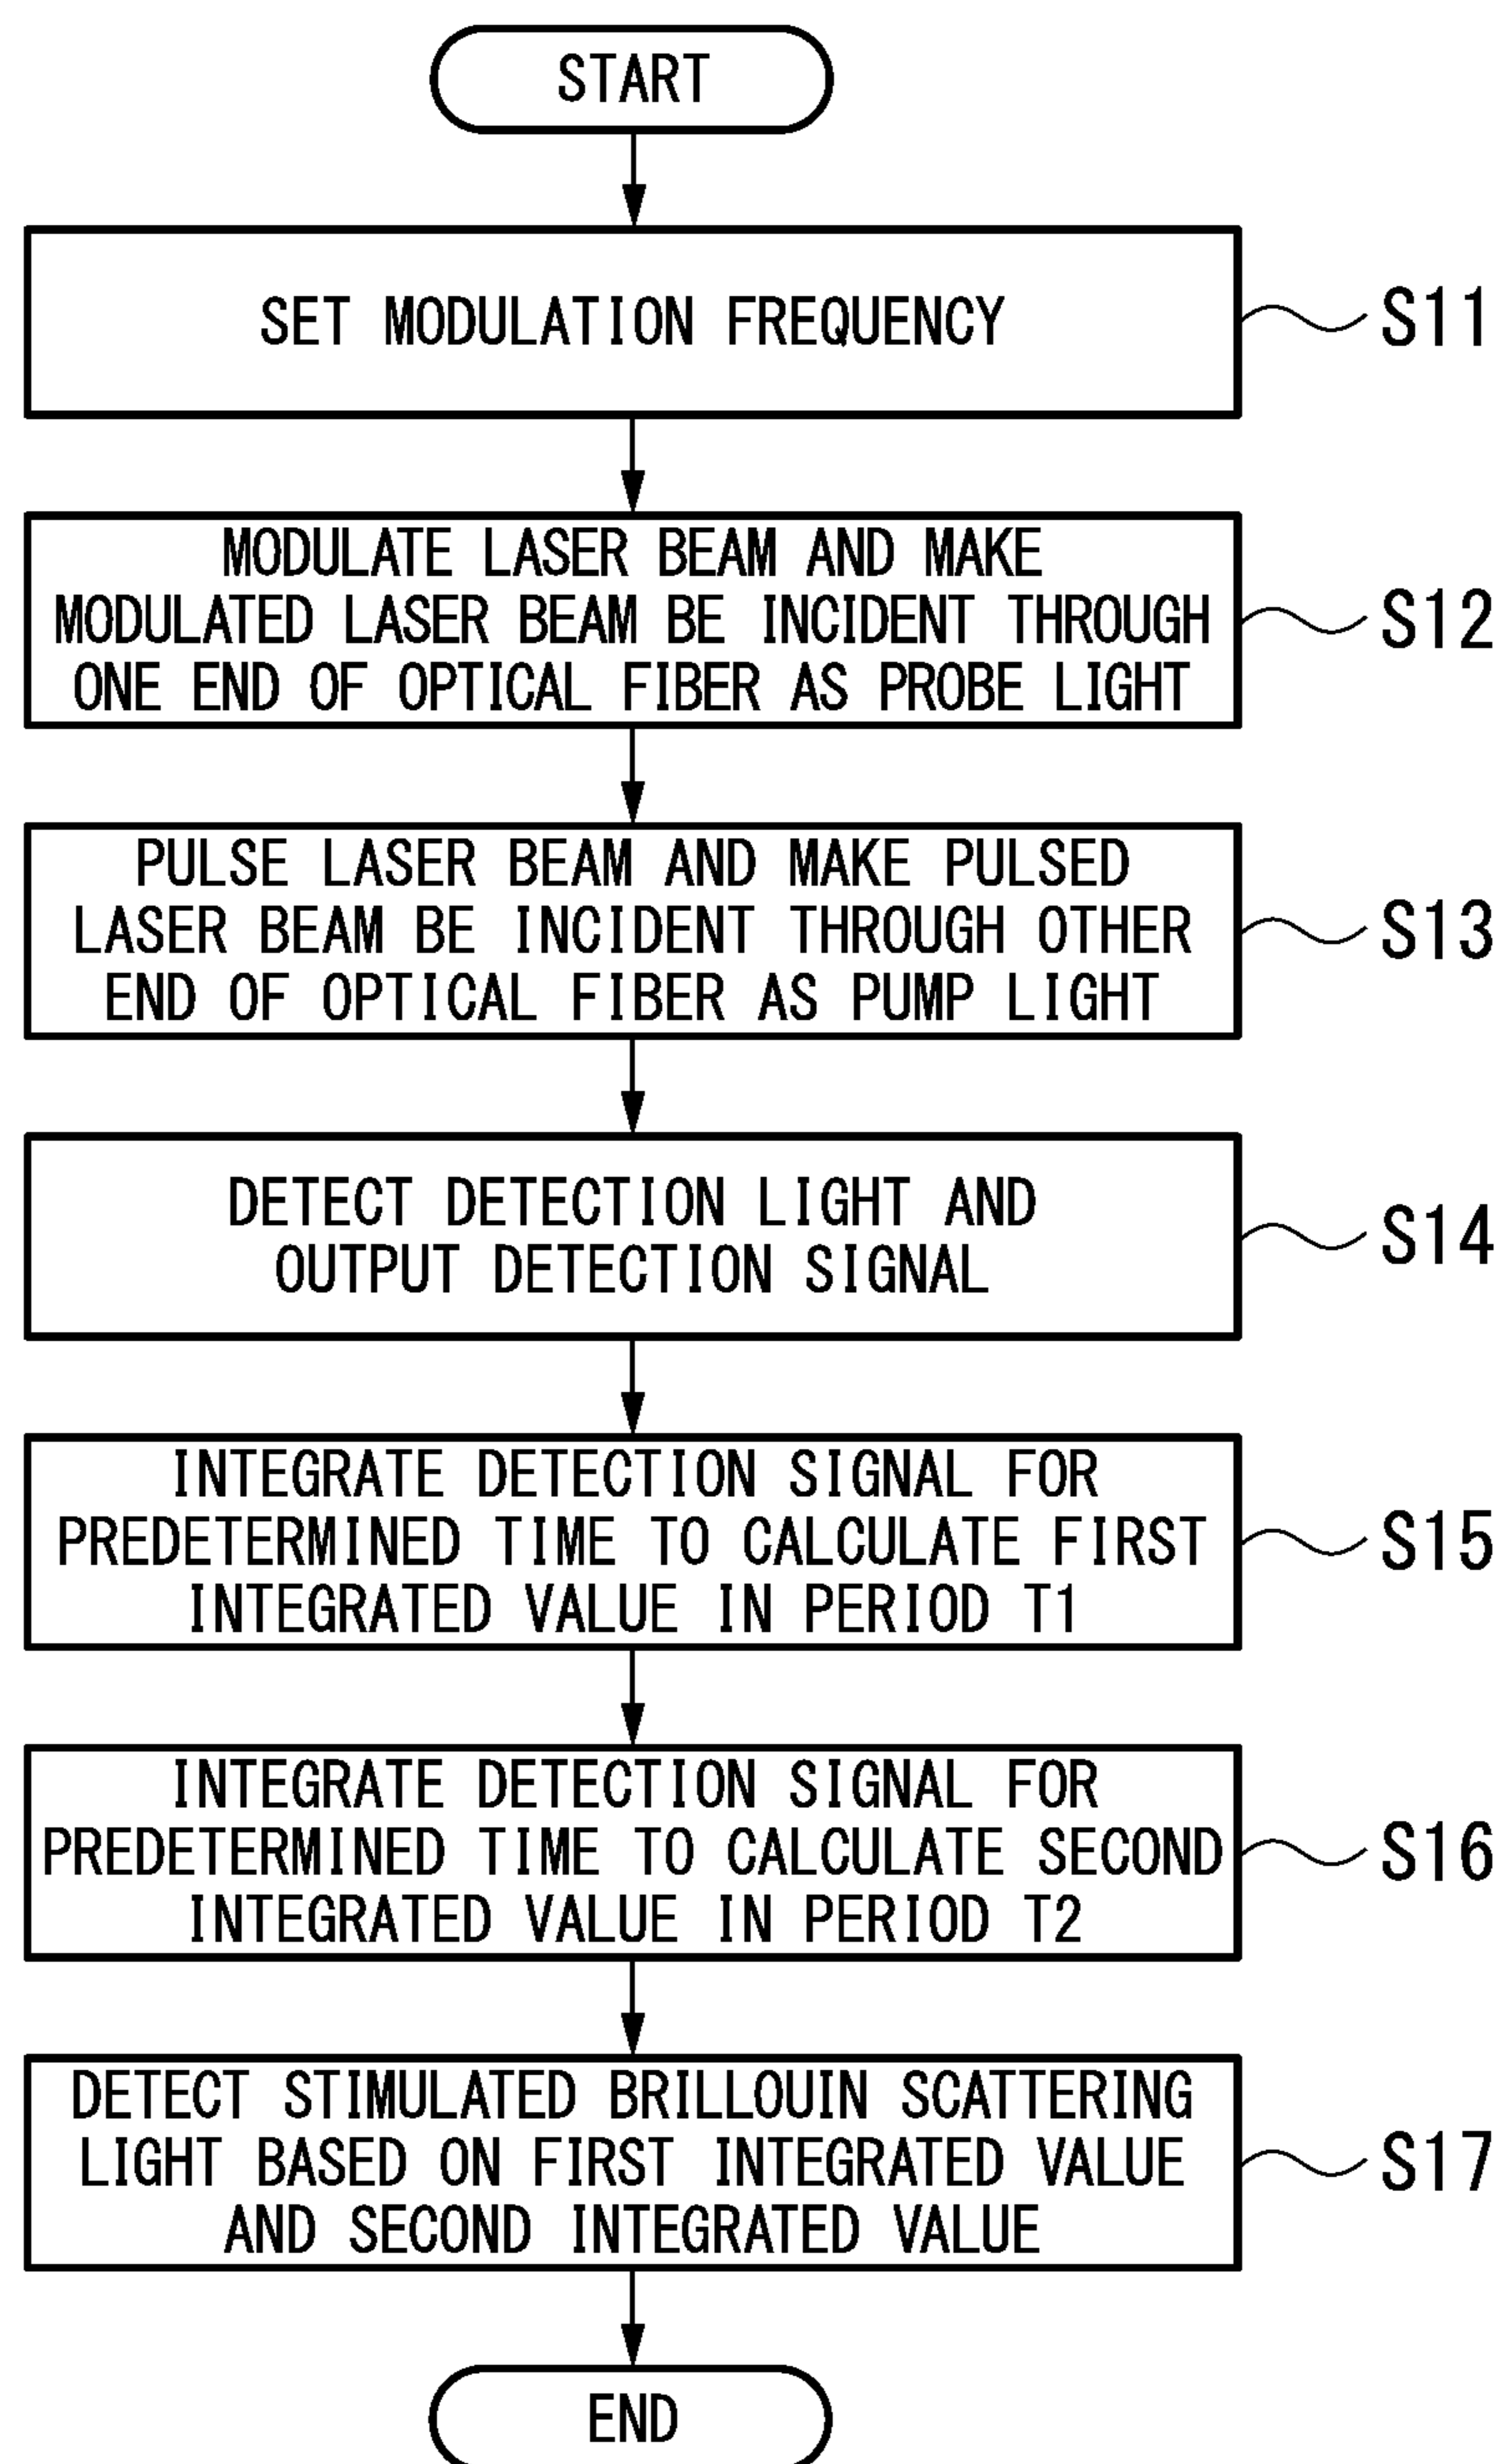 START
SET MODULATION FREQUENCY
S11
MODULATE LASER BEAM AND MAKE
MODULATED LASER BEAM BE INCIDENT THROUGH
ONE END OF OPTICAL FIBER AS PROBE LIGHT
S12
PULSE LASER BEAM AND MAKE PULSED
LASER BEAM BE INCIDENT THROUGH OTHER
END OF OPTICAL FIBER AS PUMP LIGHT
S13
DETECT DETECTION LIGHT AND
OUTPUT DETECTION SIGNAL
S14
INTEGRATE DETECTION SIGNAL FOR
PREDETERMINED TIME TO CALCULATE FIRST
INTEGRATED VALUE IN PERIOD T1
S15
INTEGRATE DETECTION SIGNAL FOR
PREDETERMINED TIME TO CALCULATE SECOND
INTEGRATED VALUE IN PERIOD T2
S16
DETECT STIMULATED BRILLOUIN SCATTERING
LIGHT BASED ON FIRST INTEGRATED VALUE
AND SECOND INTEGRATED VALUE
S17
END